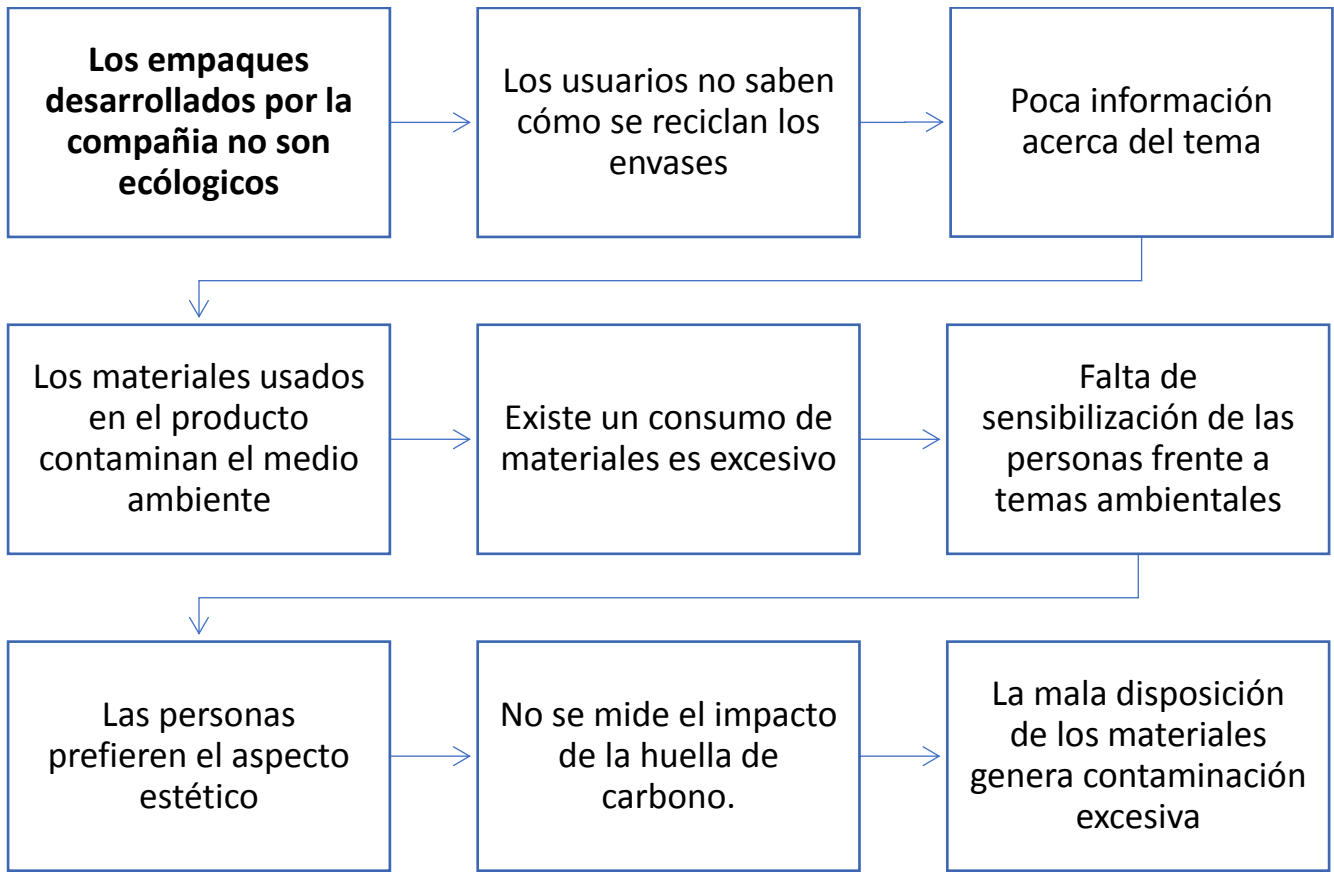 Los empaques
desarrollados por la
compañia no son
ecólogicos
Los usuarios no saben
cómo se reciclan los
envases
Poca información
acerca del tema
Los materiales usados
en el producto
contaminan el medio
ambiente
Existe un consumo de
materiales es excesivo
Falta de
sensibilización de las
personas frente a
temas ambientales
Las personas
prefieren el aspecto
estético
No se mide el impacto
de la huella de
carbono.
La mala disposición
de los materiales
genera contaminación
excesiva